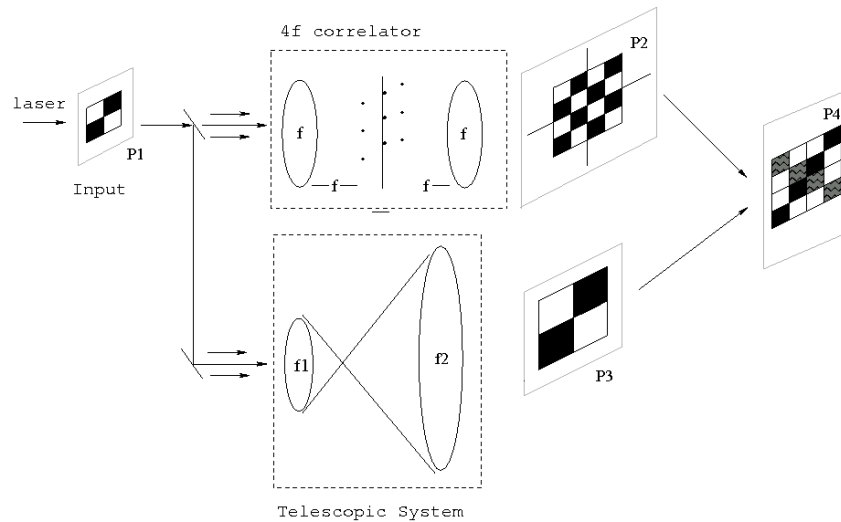 4f correlator
P2
laser
P1
Input
f
f
f
f
P4
f1
f2
P3
Telescopic System